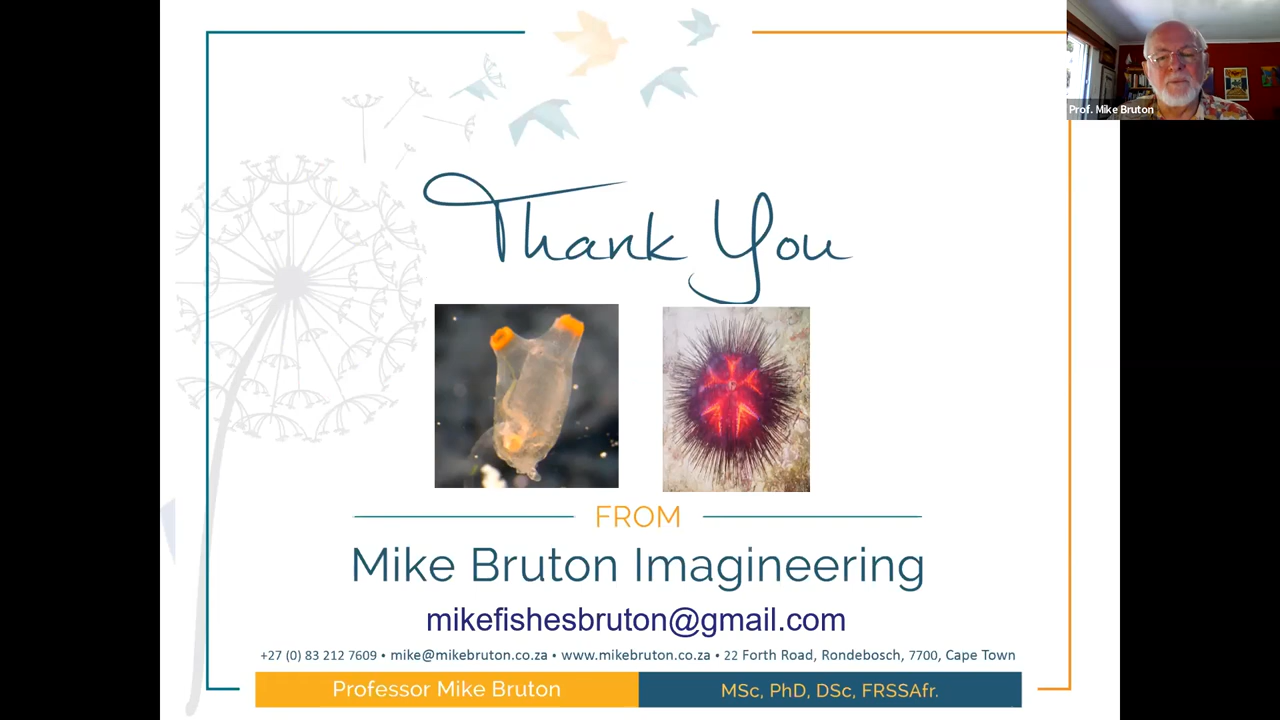 Prof. Mike Bruton
Thank You
FROM
Mike Bruton Imagineering
mikefishesbruton@gmail.com
+27 (0) 83 212 7609 • mike@mikebruton.co.za • www.mikebruton.co.za • 22 Forth Road, Rondebosch, 7700, Cape Town
Professor Mike Bruton
MSc, PhD, DSc, FRSSAfr.